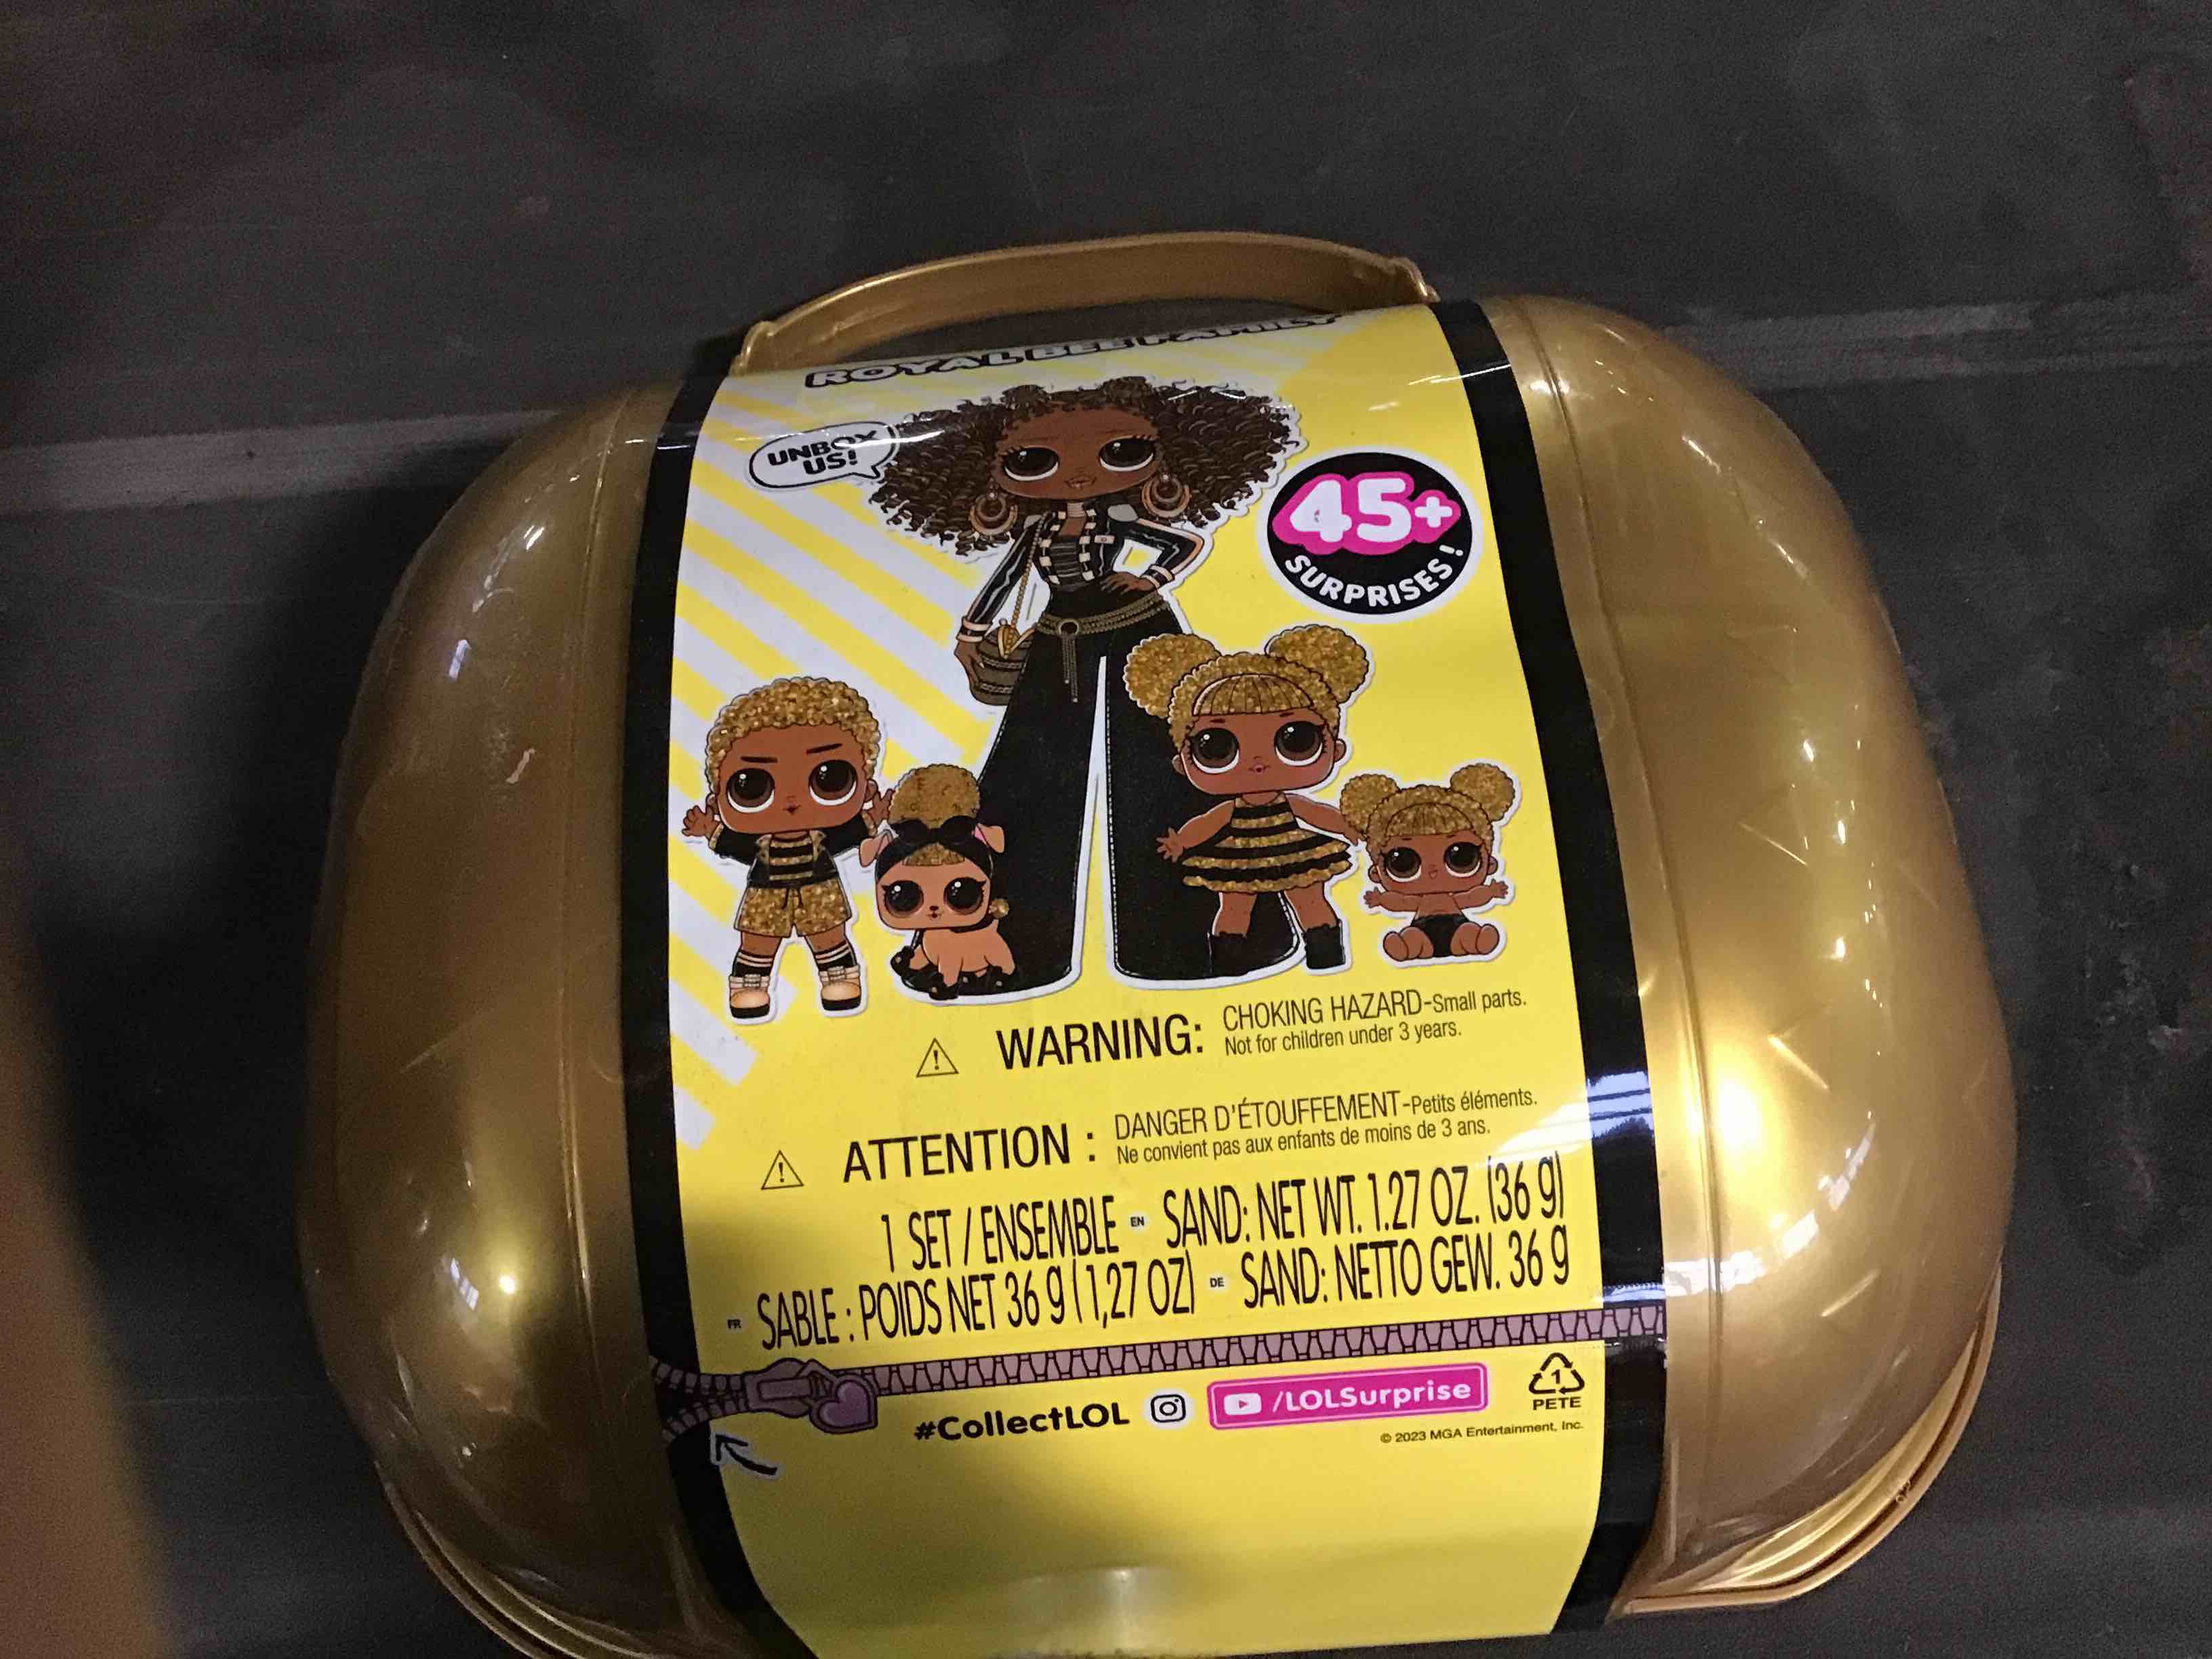 ROYAL BEE FAMILY
UNBOX
US!
45+
SURPRISES!
WARNING: CHOKING HAZARD-Small parts.
Not for children under 3 years.
ATTENTION : DANGER D'ÉTOUFFEMENT-Petits éléments.
Ne convient pas aux enfants de moins de 3 ans.
1 SET / ENSEMBLE - EN SAND: NET WT. 1.27 OZ. (36 g)
FR SABLE : POIDS NET 36 g (1,27 OZ) - DE SAND: NETTO GEW. 36 g
#CollectLOL /LOLSurprise
1
PETE
© 2023 MGA Entertainment, Inc.